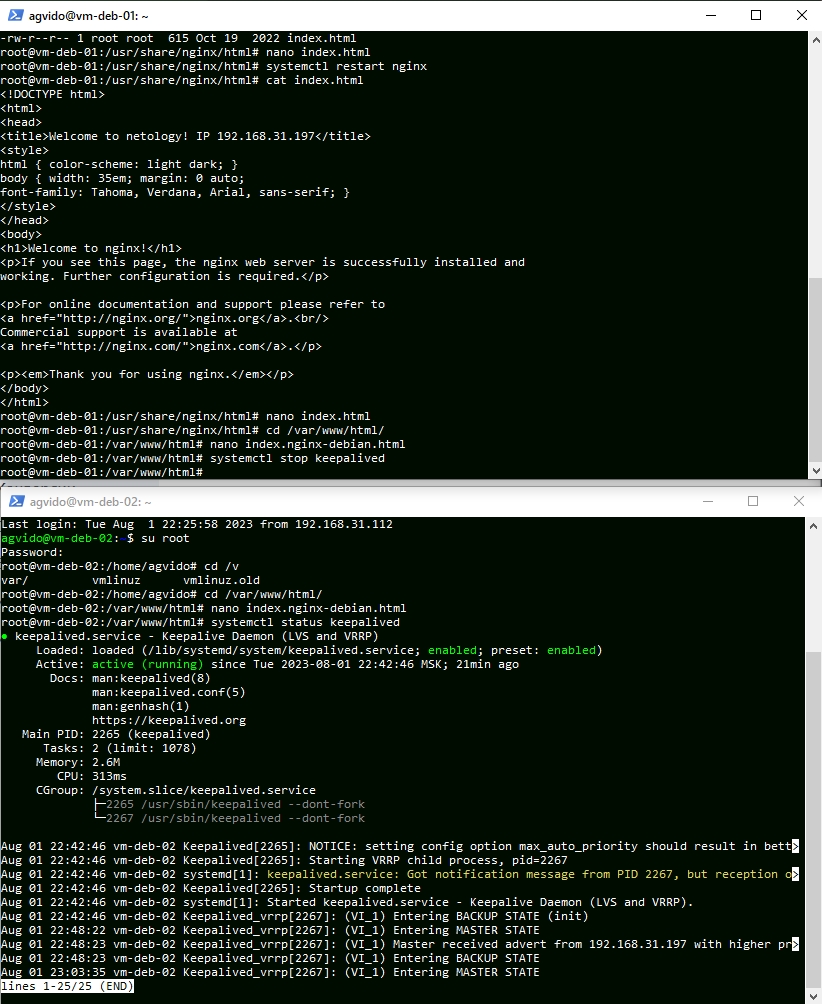 agvido@vm-deb-01: ~
-rw-r--r-- 1 root root  615 Oct 19  2022 index.html
root@vm-deb-01:/usr/share/nginx/html# nano index.html
root@vm-deb-01:/usr/share/nginx/html# systemctl restart nginx
root@vm-deb-01:/usr/share/nginx/html# cat index.html
<!DOCTYPE html>
<html>
<head>
<title>Welcome to netology! IP 192.168.31.197</title>
<style>
html { color-scheme: light dark; }
body { width: 35em; margin: 0 auto;
font-family: Tahoma, Verdana, Arial, sans-serif; }
</style>
</head>
<body>
<h1>Welcome to nginx!</h1>
<p>If you see this page, the nginx web server is successfully installed and
working. Further configuration is required.</p>
<p>For online documentation and support please refer to
<a href="http://nginx.org/">nginx.org</a>.<br/>
Commercial support is available at
<a href="http://nginx.com/">nginx.com</a>.</p>
<p><em>Thank you for using nginx.</em></p>
</body>
</html>
root@vm-deb-01:/usr/share/nginx/html# nano index.html
root@vm-deb-01:/usr/share/nginx/html# cd /var/www/html/
root@vm-deb-01:/var/www/html# nano index.nginx-debian.html
root@vm-deb-01:/var/www/html# systemctl stop keepalived
root@vm-deb-01:/var/www/html#
agvido@vm-deb-02: ~
Last login: Tue Aug  1 22:25:58 2023 from 192.168.31.112
agvido@vm-deb-02:~$ su root
Password:
root@vm-deb-02:/home/agvido# cd /v
var/         vmlinuz      vmlinuz.old
root@vm-deb-02:/home/agvido# cd /var/www/html/
root@vm-deb-02:/var/www/html# nano index.nginx-debian.html
root@vm-deb-02:/var/www/html# systemctl status keepalived
● keepalived.service - Keepalive Daemon (LVS and VRRP)
Loaded: loaded (/lib/systemd/system/keepalived.service; enabled; preset: enabled)
Active: active (running) since Tue 2023-08-01 22:42:46 MSK; 21min ago
Docs: man:keepalived(8)
man:keepalived.conf(5)
man:genhash(1)
https://keepalived.org
Main PID: 2265 (keepalived)
Tasks: 2 (limit: 1078)
Memory: 2.6M
CPU: 313ms
CGroup: /system.slice/keepalived.service
├─2265 /usr/sbin/keepalived --dont-fork
└─2267 /usr/sbin/keepalived --dont-fork
Aug 01 22:42:46 vm-deb-02 Keepalived[2265]: NOTICE: setting config option max_auto_priority should result in bett>
Aug 01 22:42:46 vm-deb-02 Keepalived[2265]: Starting VRRP child process, pid=2267
Aug 01 22:42:46 vm-deb-02 systemd[1]: keepalived.service: Got notification message from PID 2267, but reception o>
Aug 01 22:42:46 vm-deb-02 Keepalived[2265]: Startup complete
Aug 01 22:42:46 vm-deb-02 systemd[1]: Started keepalived.service - Keepalive Daemon (LVS and VRRP).
Aug 01 22:42:46 vm-deb-02 Keepalived_vrrp[2267]: (VI_1) Entering BACKUP STATE (init)
Aug 01 22:48:22 vm-deb-02 Keepalived_vrrp[2267]: (VI_1) Entering MASTER STATE
Aug 01 22:48:23 vm-deb-02 Keepalived_vrrp[2267]: (VI_1) Master received advert from 192.168.31.197 with higher pr>
Aug 01 22:48:23 vm-deb-02 Keepalived_vrrp[2267]: (VI_1) Entering BACKUP STATE
Aug 01 23:03:35 vm-deb-02 Keepalived_vrrp[2267]: (VI_1) Entering MASTER STATE
lines 1-25/25 (END)